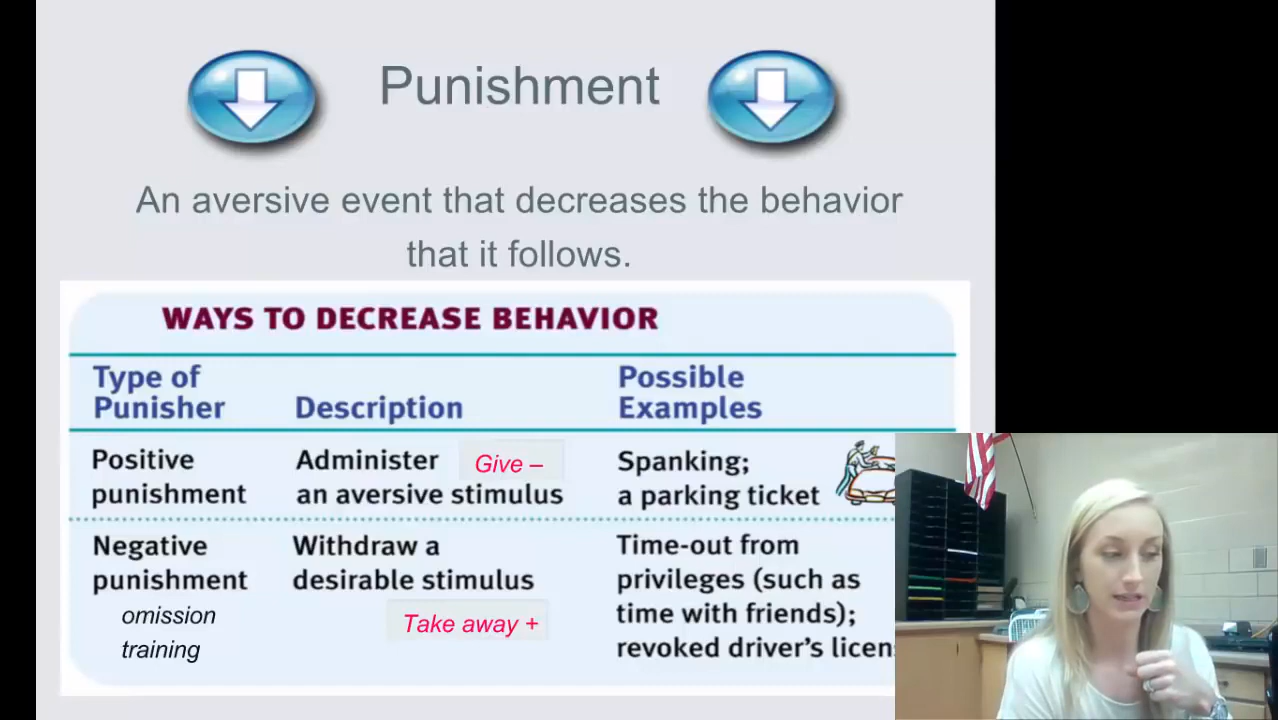 Punishment
An aversive event that decreases the behavior
that it follows.
WAYS TO DECREASE BEHAVIOR
Type of
Punisher
Description
Possible
Examples
Positive
punishment
Administer
an aversive stimulus
Give –
Spanking;
a parking ticket
Negative
punishment
omission
training
Withdraw a
desirable stimulus
Take away +
Time-out from
privileges (such as
time with friends);
revoked driver's